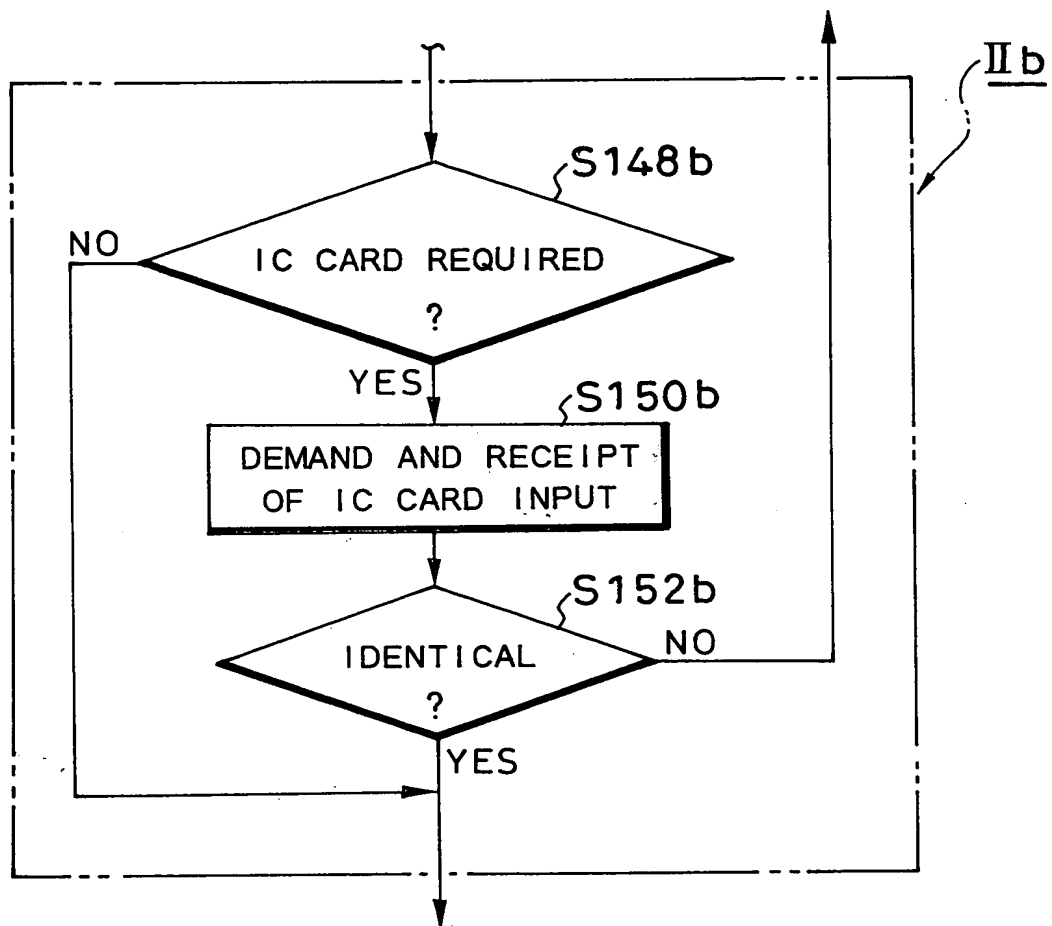 IIb
S148b
NO
IC CARD REQUIRED
?
YES
S150b
DEMAND AND RECEIPT
OF IC CARD INPUT
S152b
IDENTICAL
?
NO
YES